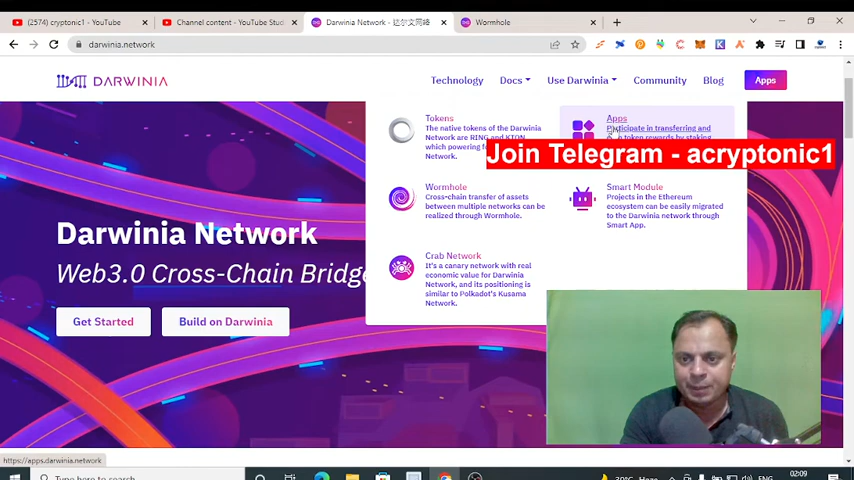 (2574) cryptonic1 - YouTube
Channel content - YouTube Stud
Darwinia Network - 达尔文网络
Wormhole
darwinia.network
DARWINIA
Technology
Docs
Use Darwinia
Community
Blog
Apps
Tokens
The native tokens of the Darwinia
Network are RING and KTON
which powering fo
Network.
Apps
Participate in transferring and
token rewards by staking
Join Telegram - acryptonic1
Wormhole
Cross-chain transfer of assets
between multiple networks can be
realized through Wormhole.
Smart Module
Projects in the Ethereum
ecosystem can be easily migrated
to the Darwinia network through
Smart App.
Crab Network
It's a canary network with real
economic value for Darwinia
Network, and its positioning is
similar to Polkadot's Kusama
Network.
Darwinia Network
Web3.0 Cross-Chain Bridge
Get Started
Build on Darwinia
https://apps.darwinia.network
Type here to search
30°C Haze
ENG
02:09